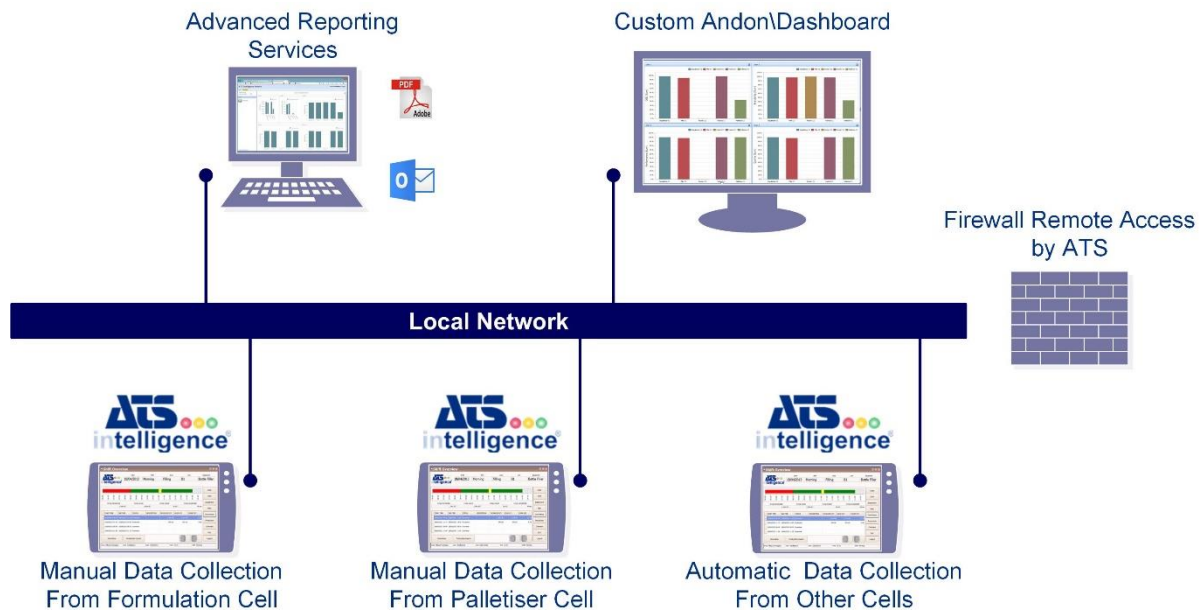 Advanced Reporting
Services
Custom Andon\Dashboard
PDF
Adobe
Firewall Remote Access
by ATS
Local Network
ATS
intelligence
ATS
intelligence
ATS
intelligence
Manual Data Collection
From Formulation Cell
Manual Data Collection
From Palletiser Cell
Automatic Data Collection
From Other Cells